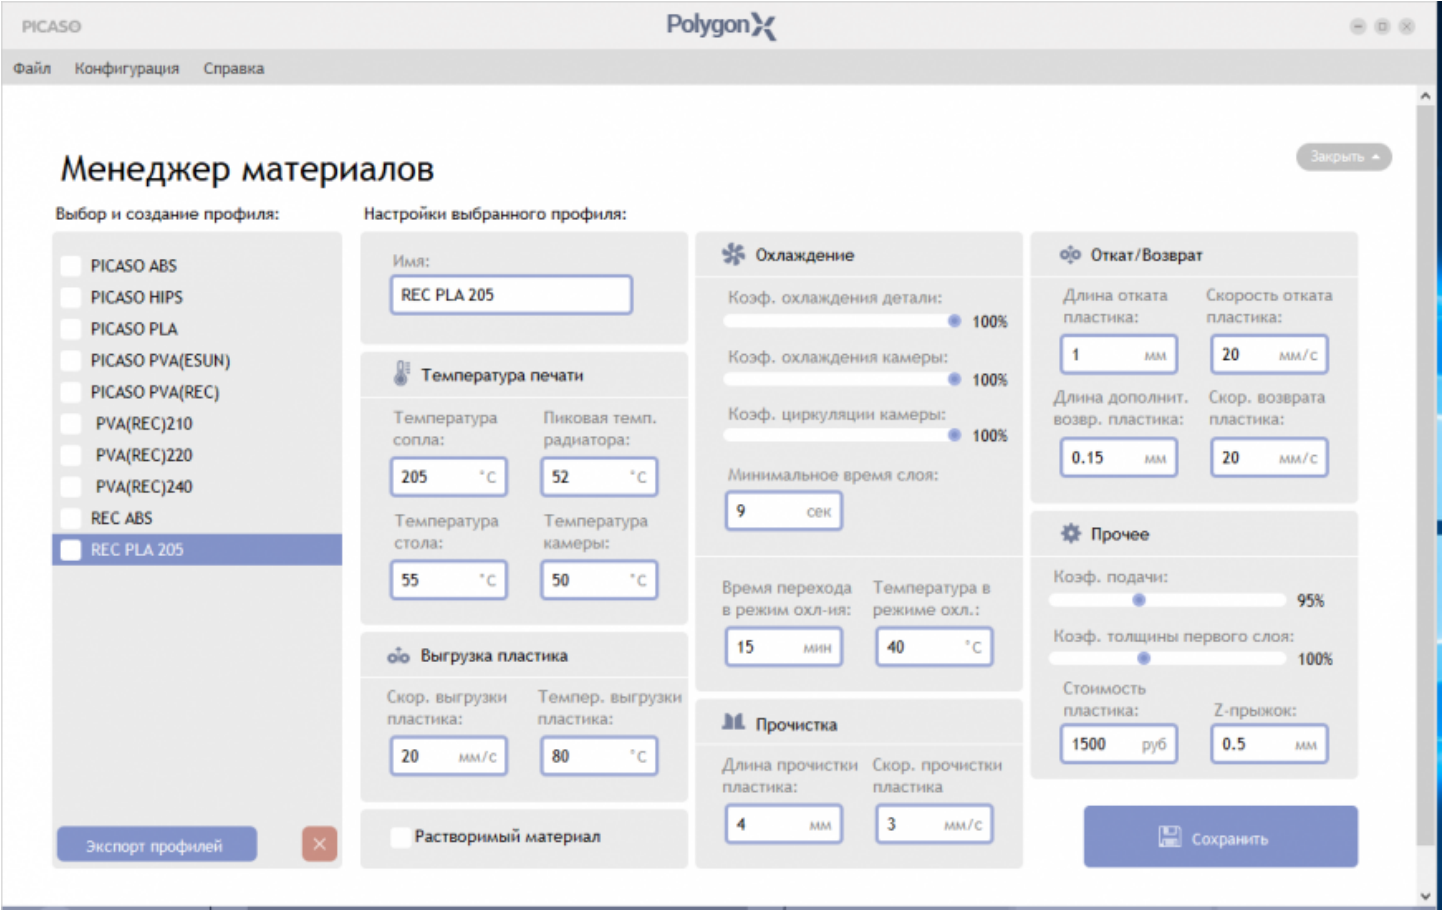 PICASO
PolygonX
Файл Конфигурация Справка
Менеджер материалов
Закрыть
Выбор и создание профиля:
PICASO ABS
PICASO HIPS
PICASO PLA
PICASO PVA(ESUN)
PICASO PVA(REC)
PVA(REC)210
PVA(REC)220
PVA(REC)240
REC ABS
REC PLA 205
Экспорт профилей
Настройки выбранного профиля:
Имя:
REC PLA 205
Температура печати
Температура сопла:
205 °C
Пиковая темп. радиатора:
52 °C
Температура стола:
55 °C
Температура камеры:
50 °C
Выгрузка пластика
Скор. выгрузки пластика:
20 мм/с
Темпер. выгрузки пластика:
80 °C
Растворимый материал
Охлаждение
Коэф. охлаждения детали:
100%
Коэф. охлаждения камеры:
100%
Коэф. циркуляции камеры:
100%
Минимальное время слоя:
9 сек
Время перехода в режим охл-ия:
15 мин
Температура в режиме охл.:
40 °C
Прочистка
Длина прочистки пластика:
4 мм
Скор. прочистки пластика
3 мм/с
Откат/Возврат
Длина отката пластика:
1 мм
Скорость отката пластика:
20 мм/с
Длина дополнит. возвр. пластика:
0.15 мм
Скор. возврата пластика:
20 мм/с
Прочее
Коэф. подачи:
95%
Коэф. толщины первого слоя:
100%
Стоимость пластика:
1500 руб
Z-прыжок:
0.5 мм
Сохранить